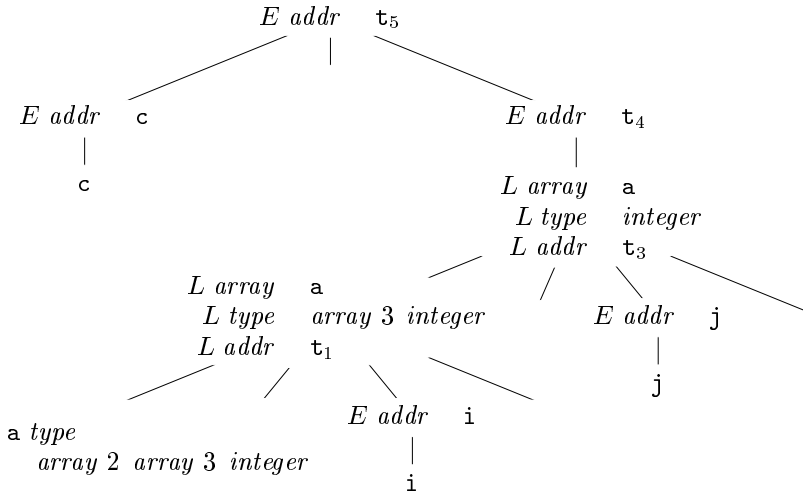 E addr t5
E addr c
E addr t4
c
L array a
L type integer
L addr t3
L array a
L type array 3 integer
L addr t1
E addr j
j
E addr i
a type
array 2 array 3 integer
i